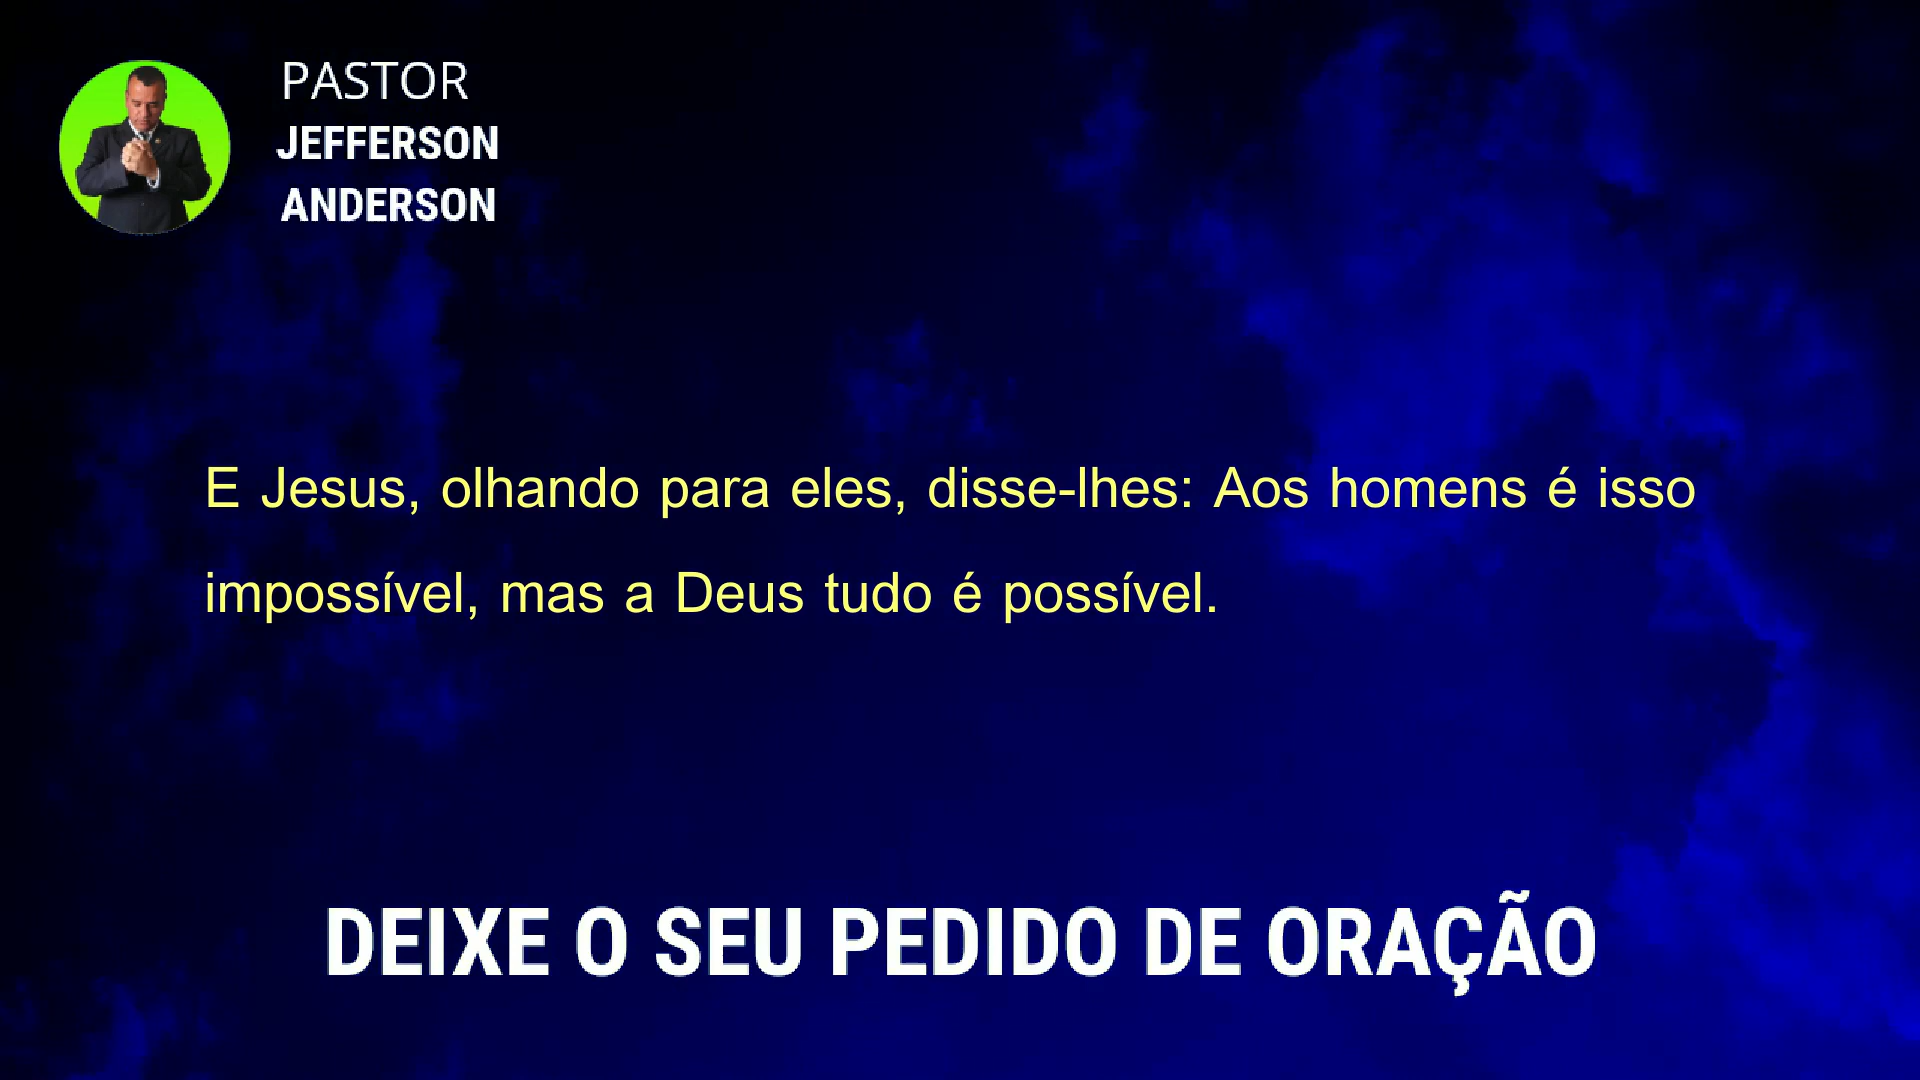 PASTOR
JEFFERSON
ANDERSON
E Jesus, olhando para eles, disse-lhes: Aos homens é isso
impossível, mas a Deus tudo é possível.
DEIXE O SEU PEDIDO DE ORAÇÃO